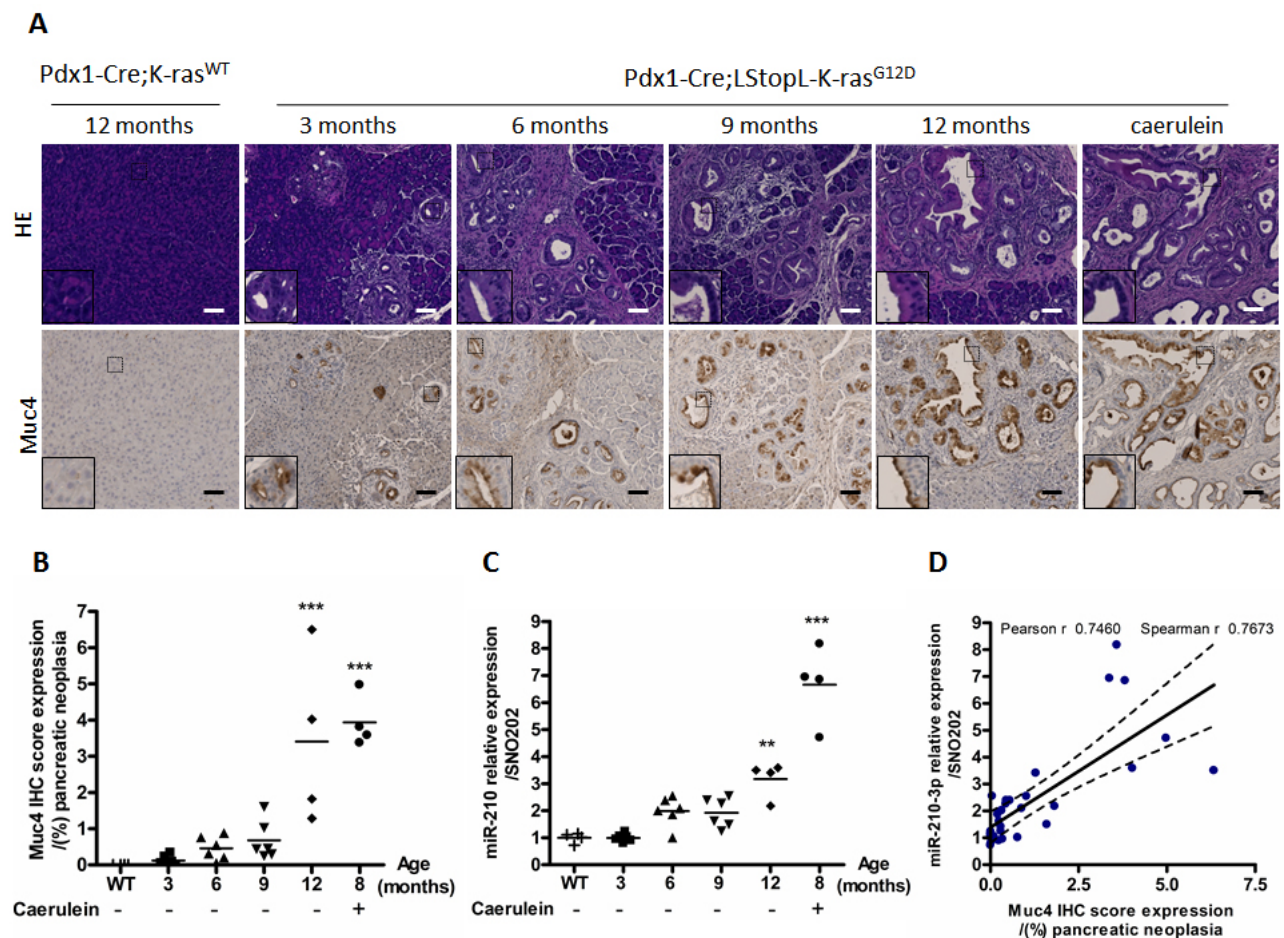 A
Pdx1-Cre;K-rasWT
Pdx1-Cre;LStopL-K-rasG12D
12 months
3 months
6 months
9 months
12 months
caerulein
HE
Muc4
B
Muc4 IHC score expression
/(%) pancreatic neoplasia
7
6
5
4
3
2
1
0
***
***
WT
3
6
9
12
8
Age
(months)
Caerulein
-
-
-
-
-
+
C
miR-210 relative expression
/SNO202
9
8
7
6
5
4
3
2
1
0
**
***
WT
3
6
9
12
8
Age
(months)
Caerulein
-
-
-
-
-
+
D
miR-210-3p relative expression
/SNO202
Pearson r 0.7460
Spearman r 0.7673
9
8
7
6
5
4
3
2
1
0
0.0
2.5
5.0
7.5
Muc4 IHC score expression
/(%) pancreatic neoplasia